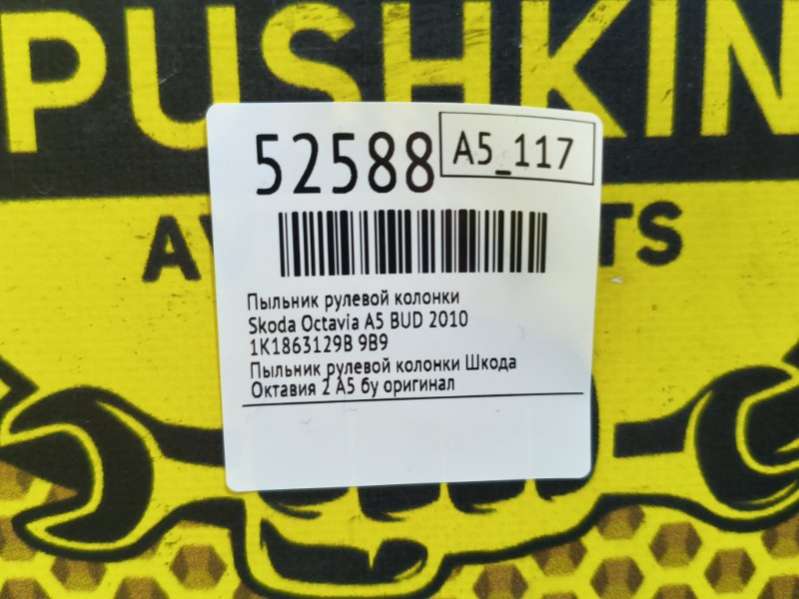 PUSHKIN
52588
A5_117
TS
Пыльник рулевой колонки
Skoda Octavia A5 BUD 2010
1K1863129B 9B9
Пыльник рулевой колонки Шкода
Октавия 2 А5 бу оригинал